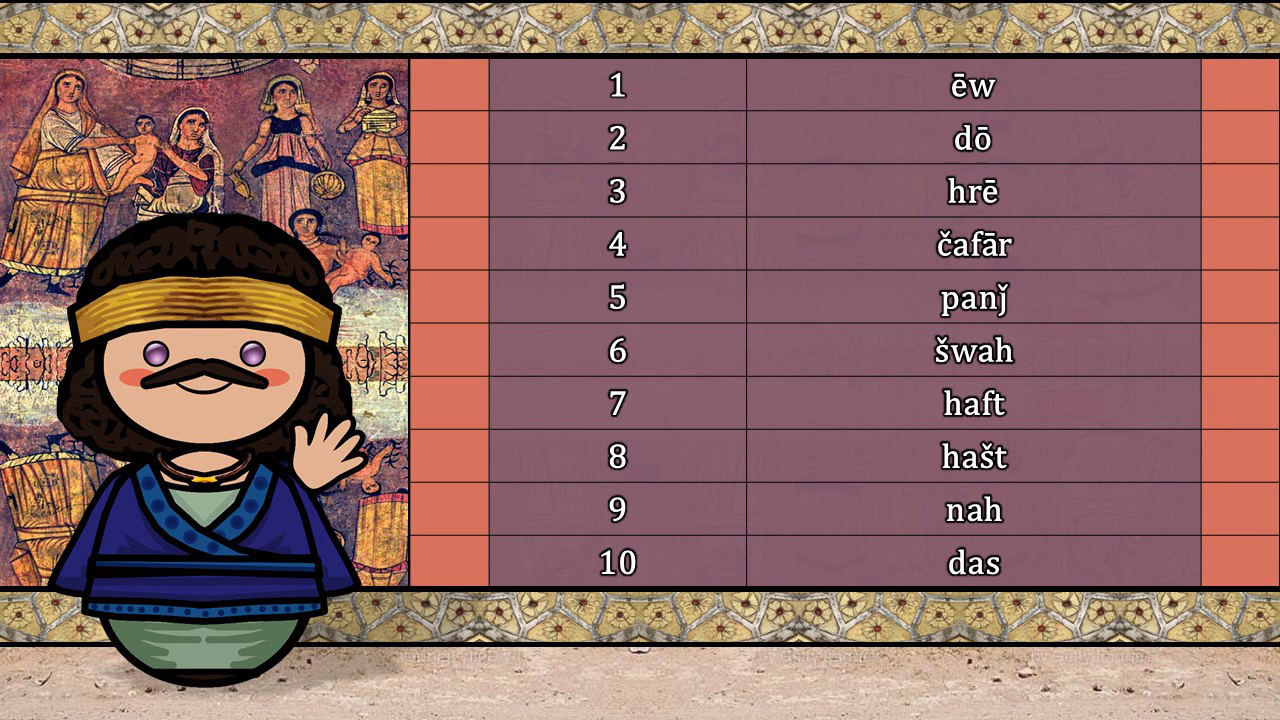 1 ēw
2 dō
3 hrē
4 čafār
5 panǰ
6 šwah
7 haft
8 hašt
9 nah
10 das